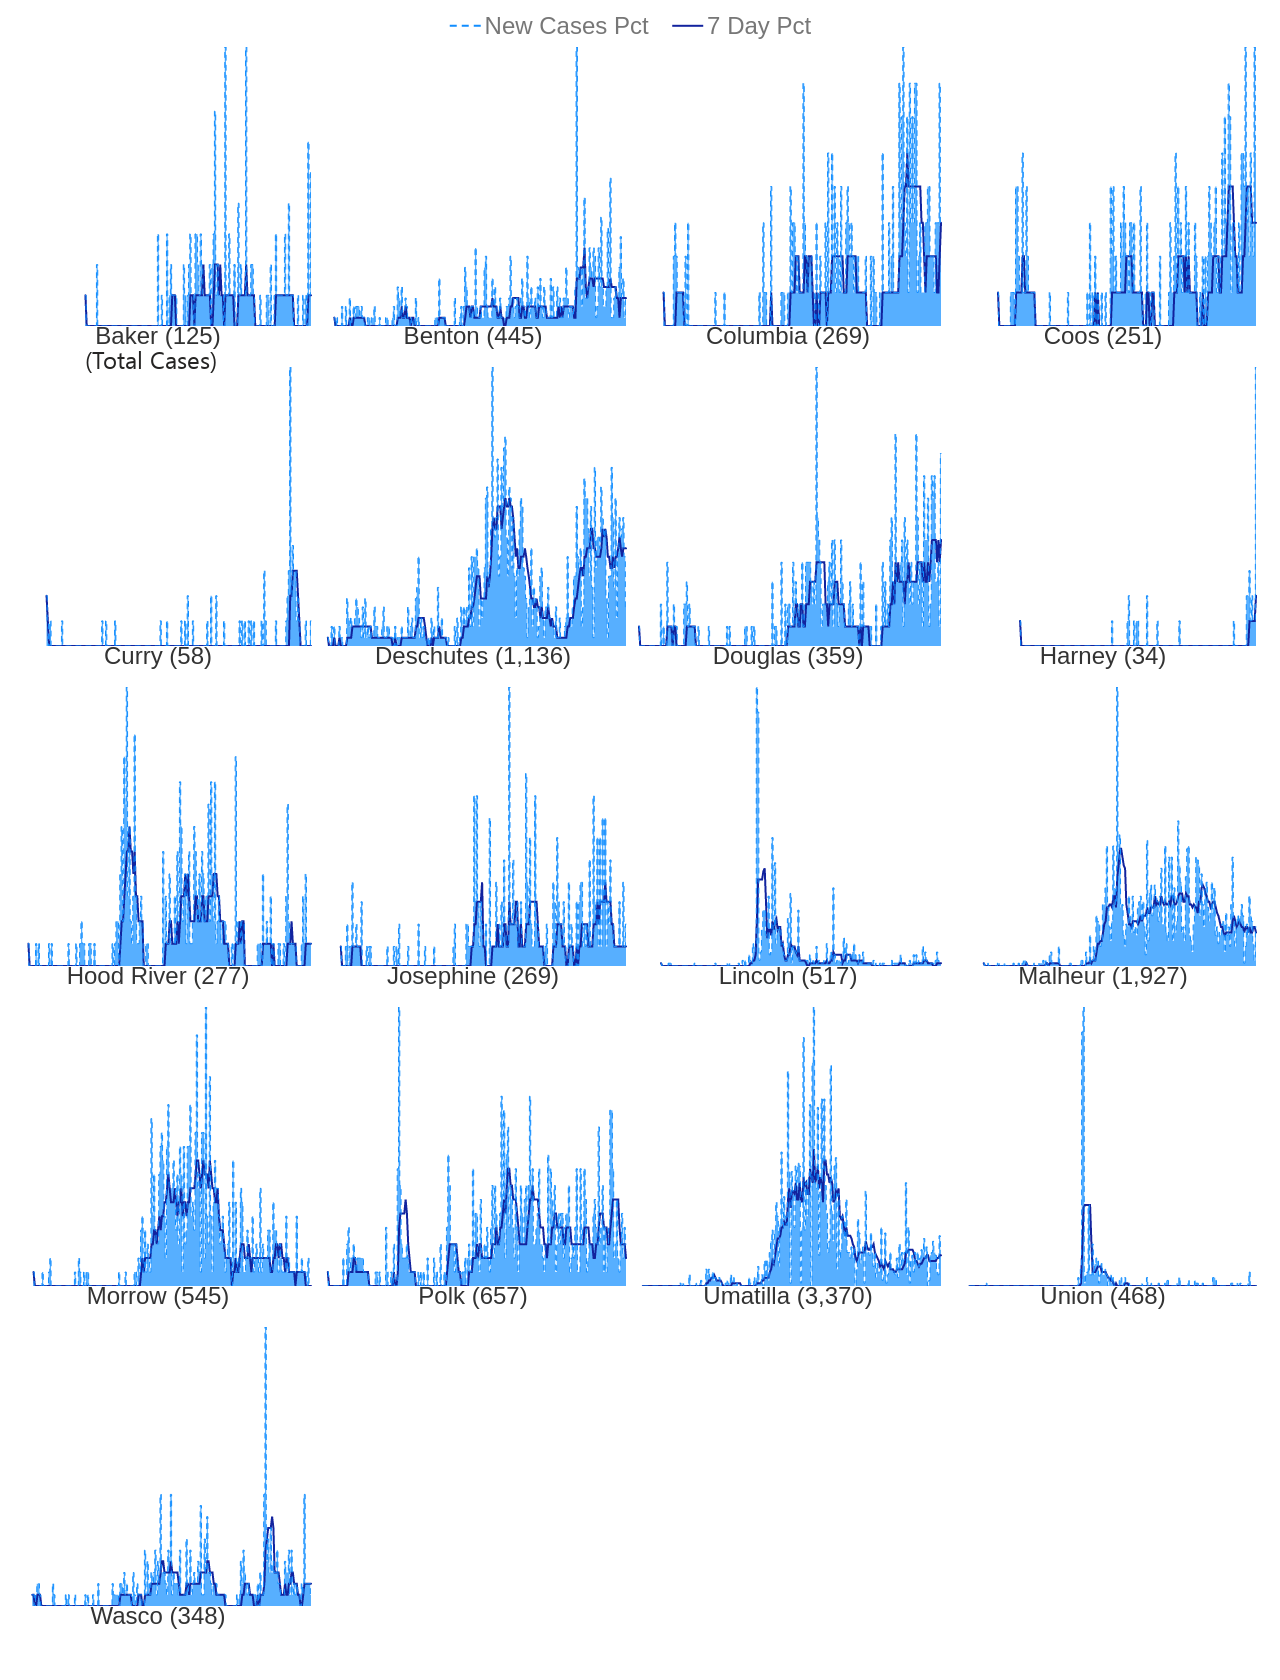 New Cases Pct 7 Day Pct
Baker (125) Benton (445) Columbia (269) Coos (251)
(Total Cases)
Curry (58) Deschutes (1,136) Douglas (359) Harney (34)
Hood River (277) Josephine (269) Lincoln (517) Malheur (1,927)
Morrow (545) Polk (657) Umatilla (3,370) Union (468)
Wasco (348)